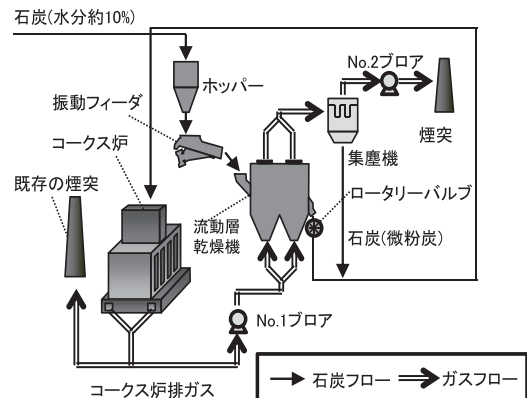 石炭(水分約10%)
No.2ブロア
ホッパー
振動フィーダ
煙突
コークス炉
集塵機
既存の煙突
ロータリーバルブ
流動層
乾燥機
石炭(微粉炭)
No.1ブロア
コークス炉排ガス
石炭フロー
ガスフロー